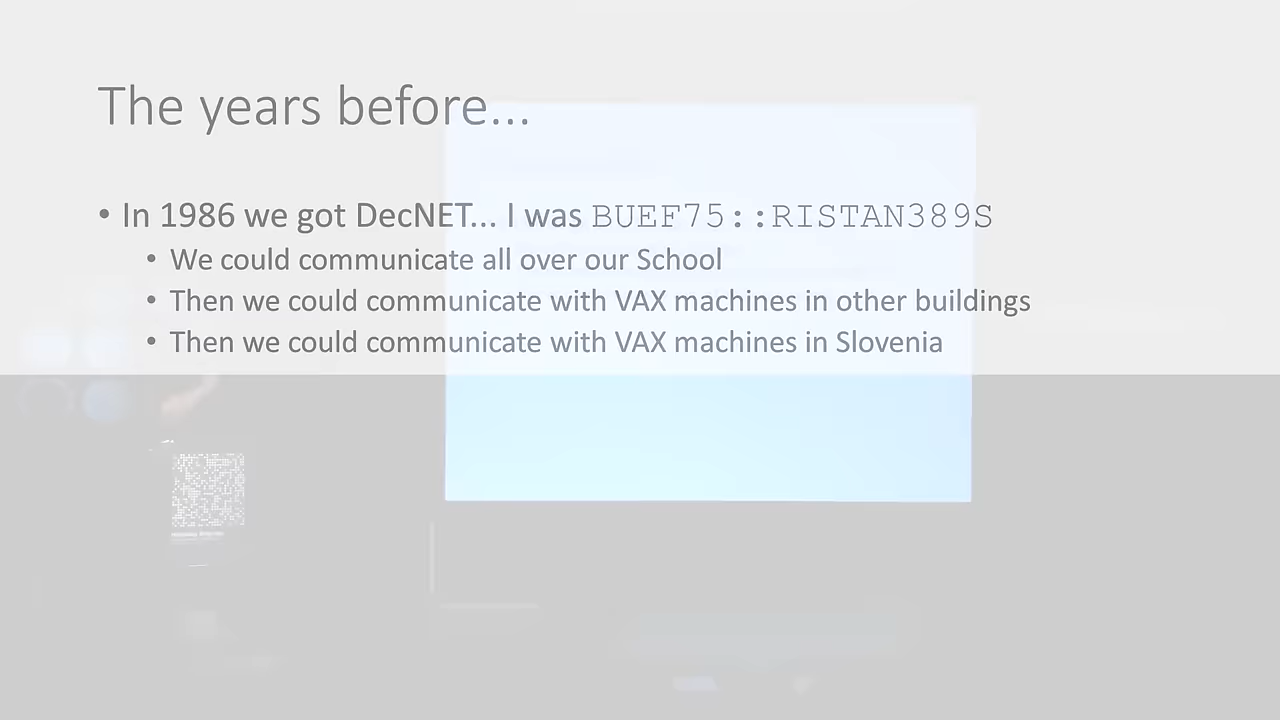 The years before...
• In 1986 we got DecNET... I was BUEF75::RISTAN389S
• We could communicate all over our School
• Then we could communicate with VAX machines in other buildings
• Then we could communicate with VAX machines in Slovenia